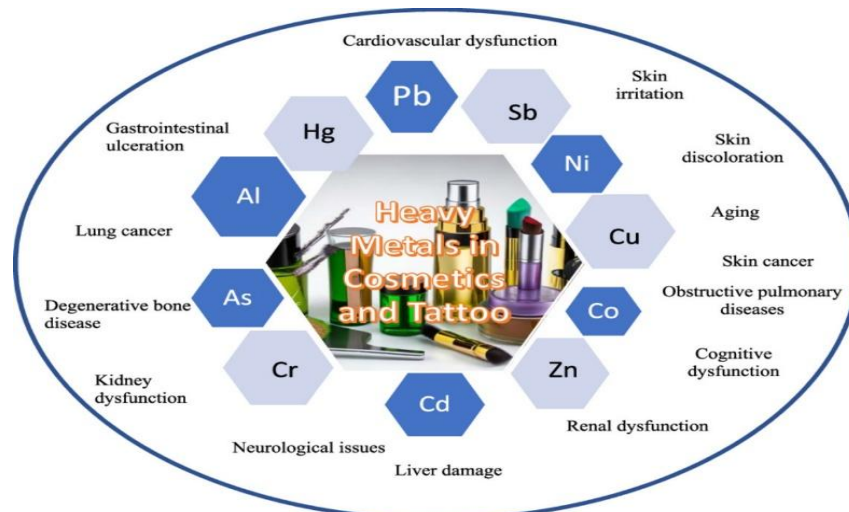 Cardiovascular dysfunction
Pb
Sb
Skin
irritation
Hg
Gastrointestinal
ulceration
Ni
Skin
discoloration
Al
Heavy
Metals in
Cosmetics
and Tattoo
Cu
Aging
Lung cancer
Skin cancer
As
Degenerative bone
disease
Co
Obstructive pulmonary
diseases
Cr
Zn
Cognitive
dysfunction
Kidney
dysfunction
Cd
Renal dysfunction
Neurological issues
Liver damage